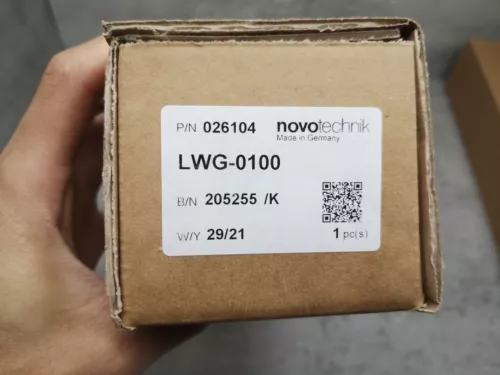 P/N 026104 novotechnik
Made in Germany
LWG-0100
B/N 205255 /K
W/Y 29/21 1 pc(s)